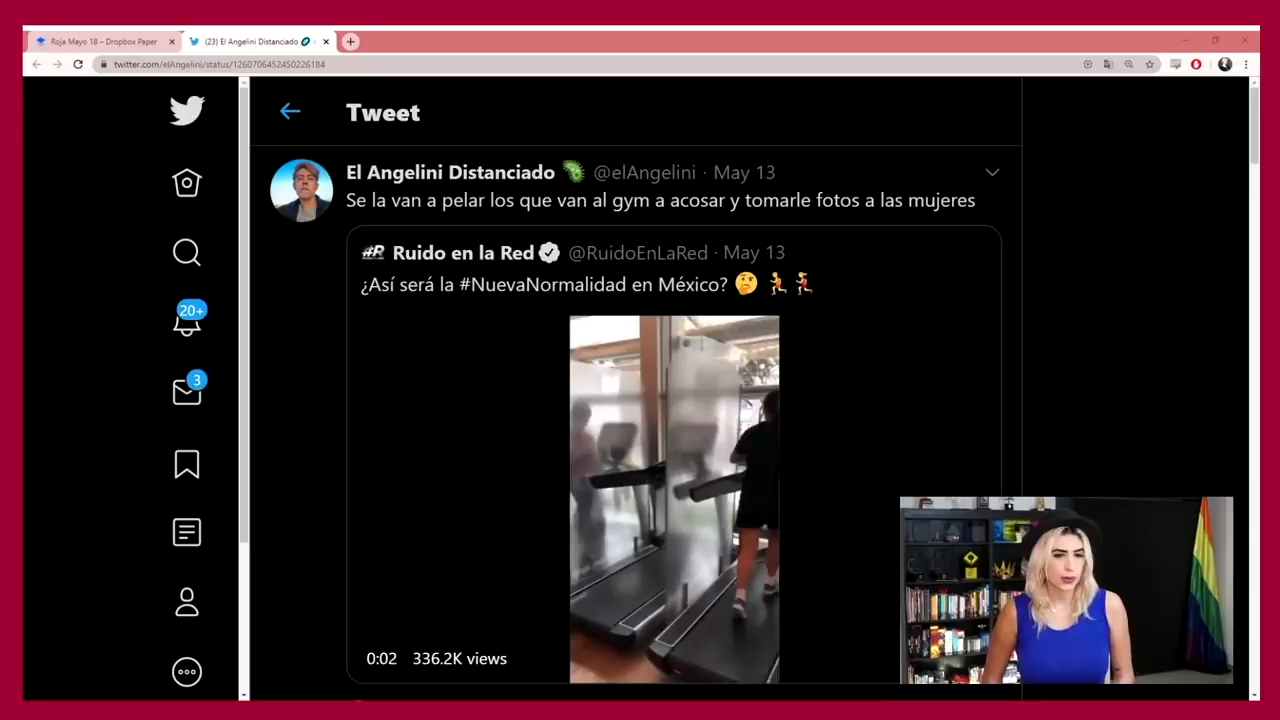 Roja Mayo 18 – Dropbox Paper
(23) El Angelini Distanciado
twitter.com/elAngelini/status/1260706452450226184
Tweet
El Angelini Distanciado @elAngelini · May 13
Se la van a pelar los que van al gym a acosar y tomarle fotos a las mujeres
#R Ruido en la Red @RuidoEnLaRed · May 13
¿Así será la #NuevaNormalidad en México? 🤔 🏃 🏃‍♀️
20+
3
0:02 336.2K views